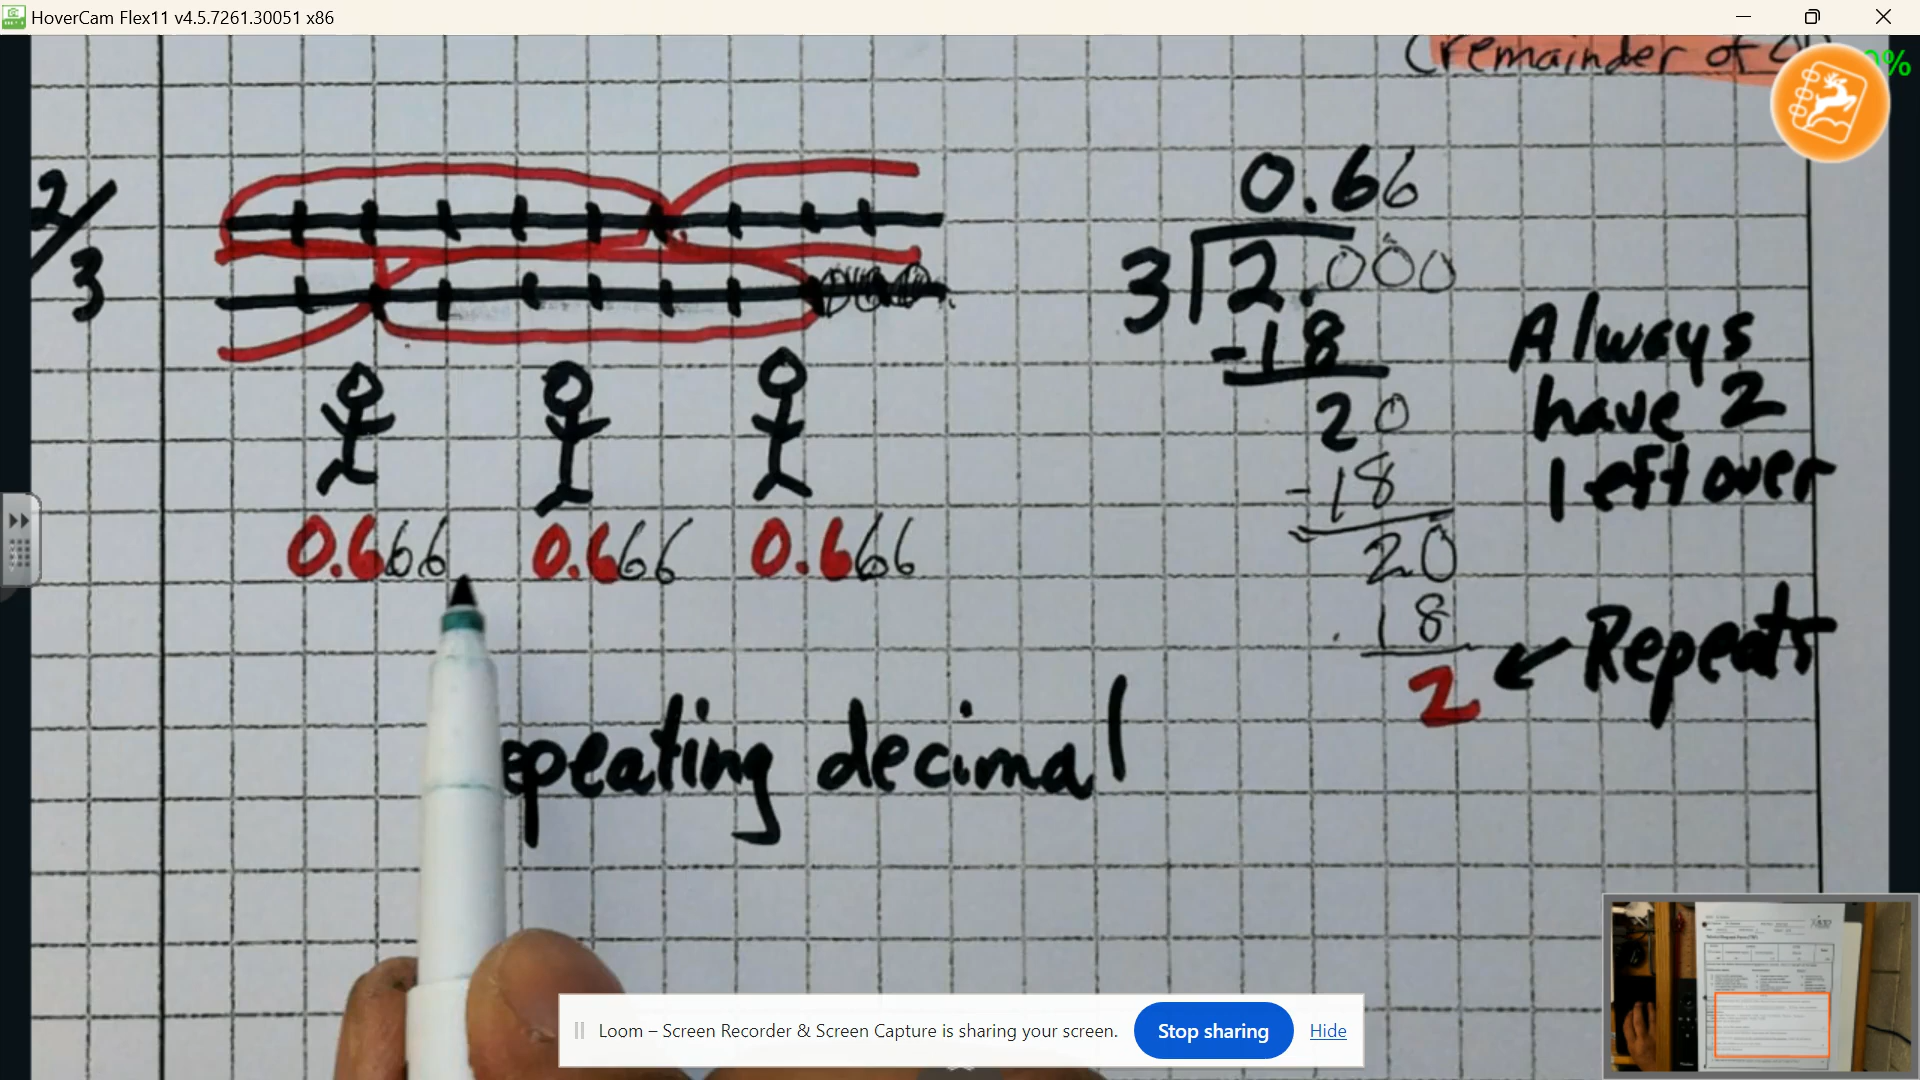 HoverCam Flex11 v4.5.7261.30051 x86
(remainder of
0%
2/3
0.66
3 2.000
-18
20
-18
20
18
2
Always
have 2
left over
Repeats
0.666 0.666 0.666
epeating decimal
Loom – Screen Recorder & Screen Capture is sharing your screen. Stop sharing Hide